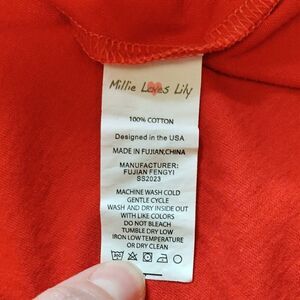 Millie Loves Lily
100% COTTON
Designed in the USA
MADE IN FUJIAN,CHINA
MANUFACTURER:
FUJIAN FENGYI
SS2023
MACHINE WASH COLD
GENTLE CYCLE
WASH AND DRY INSIDE OUT
WITH LIKE COLORS
DO NOT BLEACH
TUMBLE DRY LOW
IRON LOW TEMPERATURE
OR DRY CLEAN